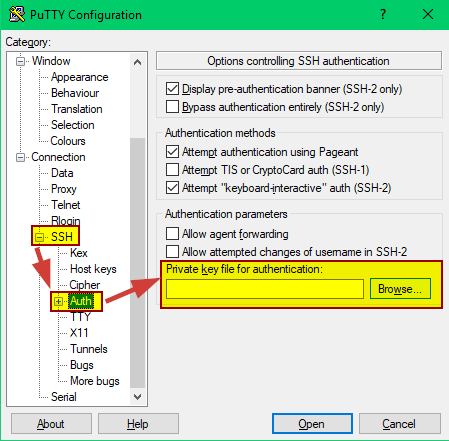 PuTTY Configuration
Category:
Window
Appearance
Behaviour
Translation
Selection
Colours
Connection
Data
Proxy
Telnet
Rlogin
SSH
Kex
Host keys
Cipher
Auth
TTY
X11
Tunnels
Bugs
More bugs
Serial
Options controlling SSH authentication
Display pre-authentication banner (SSH-2 only)
Bypass authentication entirely (SSH-2 only)
Authentication methods
Attempt authentication using Pageant
Attempt TIS or CryptoCard auth (SSH-1)
Attempt "keyboard-interactive" auth (SSH-2)
Authentication parameters
Allow agent forwarding
Allow attempted changes of username in SSH-2
Private key file for authentication:
Browse...
About
Help
Open
Cancel